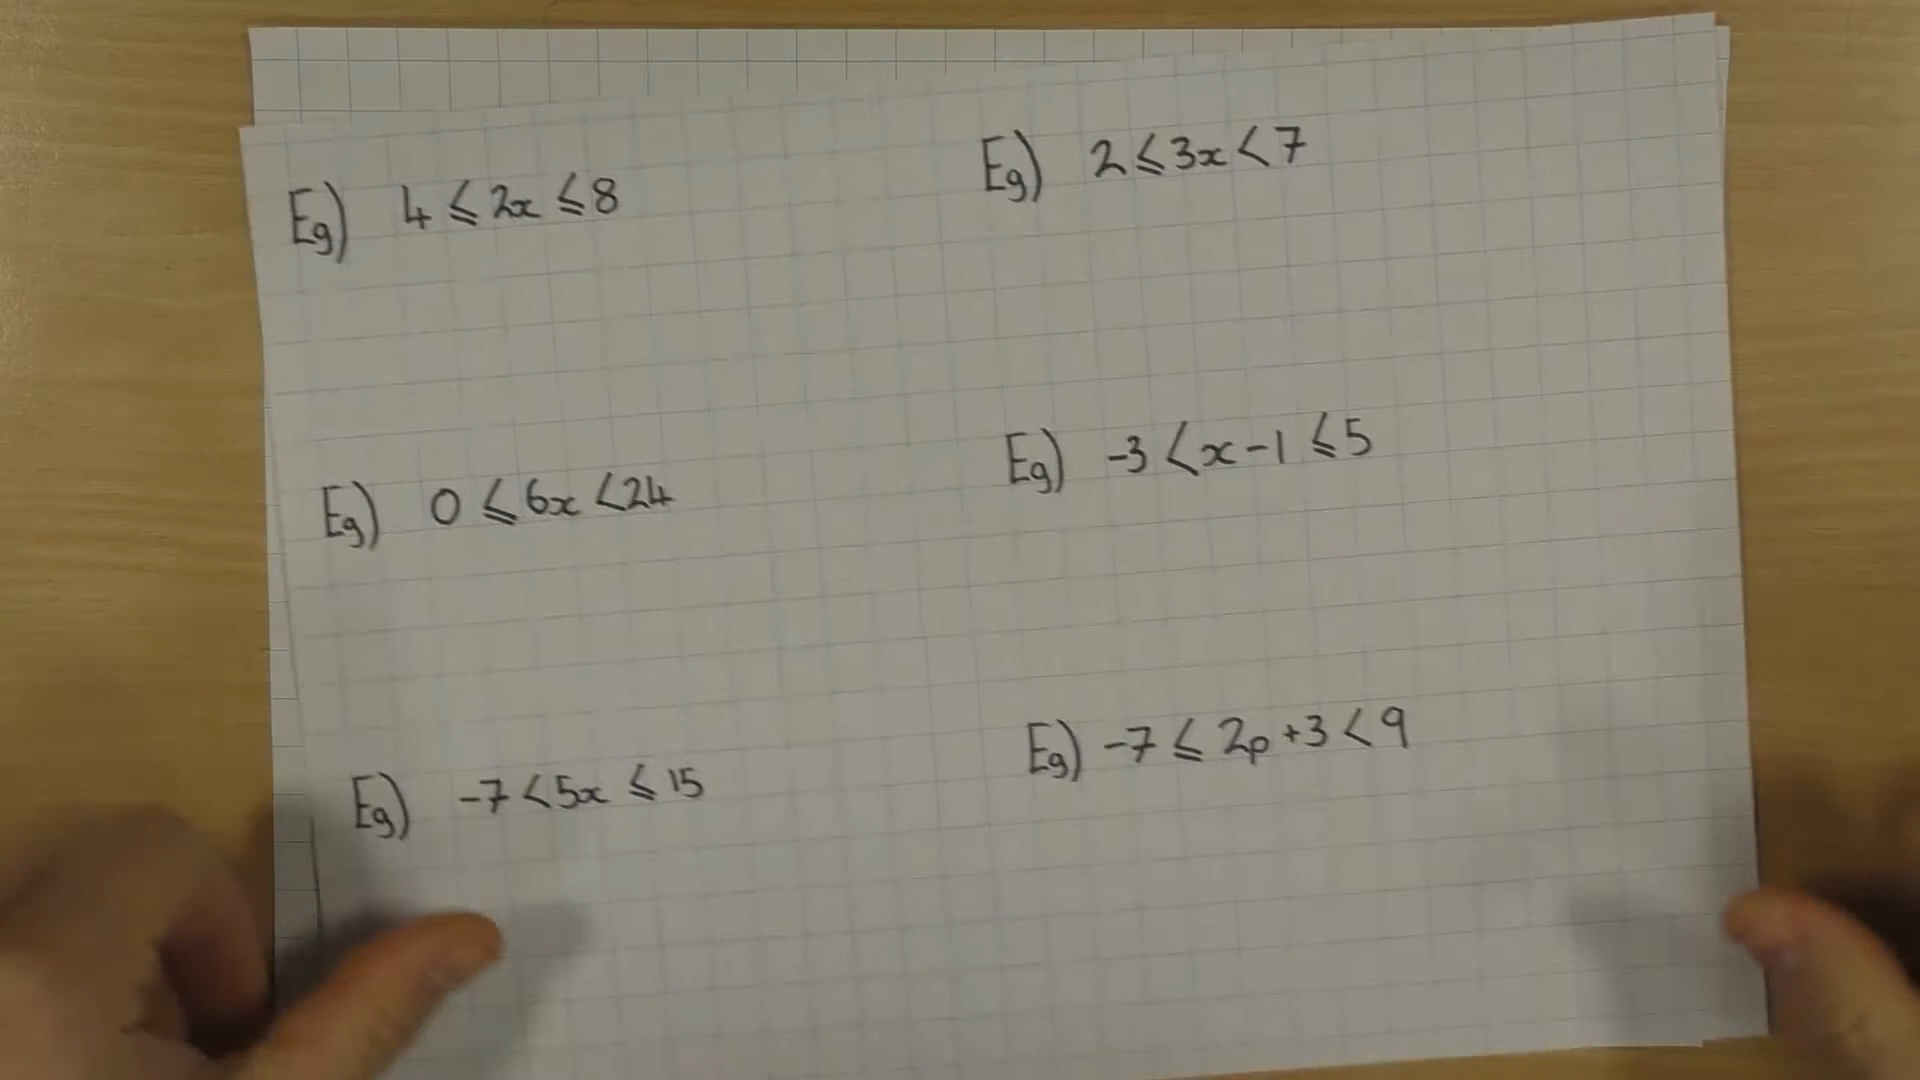 Eg) 4 ⩽ 2x ⩽ 8
Eg) 0 ⩽ 6x < 24
Eg) -7 < 5x ⩽ 15
Eg) 2 ⩽ 3x < 7
Eg) -3 < x - 1 ⩽ 5
Eg) -7 ⩽ 2p + 3 < 9